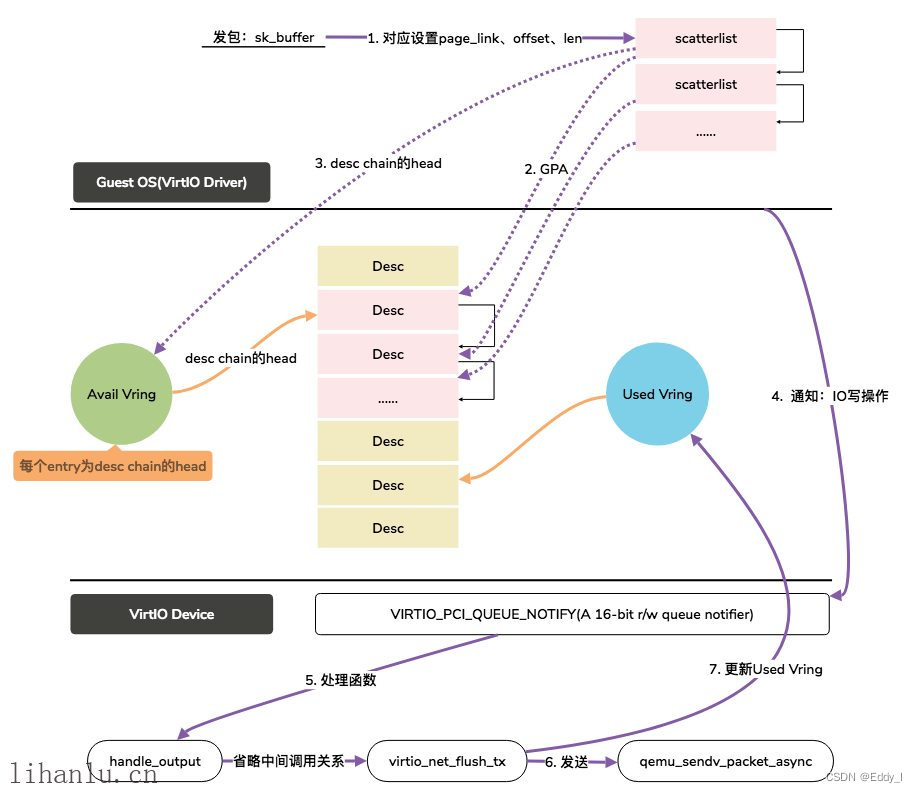 发包：sk_buffer
1. 对应设置page_link、offset、len
scatterlist
scatterlist
......
3. desc chain的head
2. GPA
Guest OS(VirtIO Driver)
Desc
Desc
desc chain的head
Desc
Avail Vring
......
Used Vring
4. 通知：IO写操作
每个entry为desc chain的head
Desc
Desc
Desc
VirtIO Device
VIRTIO_PCI_QUEUE_NOTIFY(A 16-bit r/w queue notifier)
5. 处理函数
7. 更新Used Vring
handle_output
省略中间调用关系
virtio_net_flush_tx
6. 发送
qemu_sendv_packet_async
lihanlu.cn
CSDN @Eddy_l